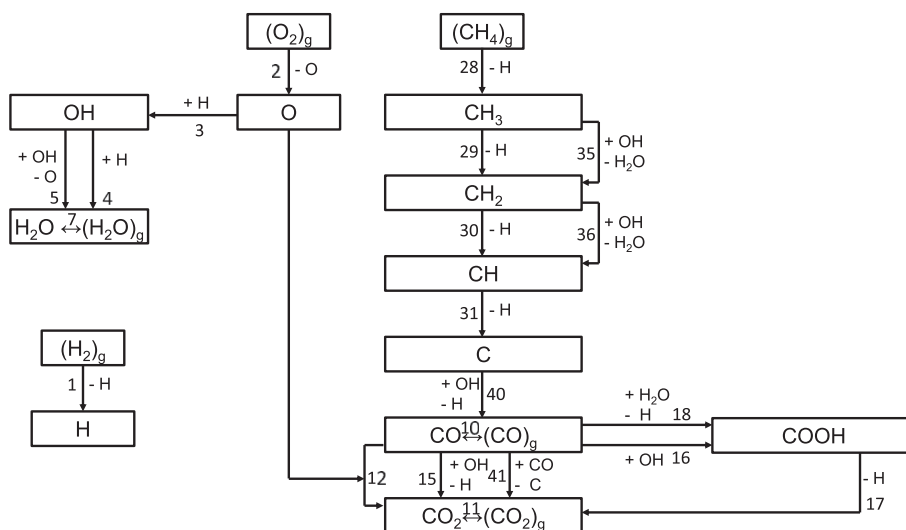 (O₂)g
(CH₄)g
2 - O
28 - H
OH
+ H
3
O
CH₃
+ OH
- O
+ H
5
4
29 - H
35
+ OH
- H₂O
H₂O 7 ↔ (H₂O)g
CH₂
30 - H
36
+ OH
- H₂O
CH
31 - H
(H₂)g
C
1 - H
+ OH
- H
40
H
CO 10 ↔ (CO)g
+ H₂O
- H 18
+ OH 16
COOH
12
15
+ OH
- H
41
+ CO
- C
- H
17
CO₂ 11 ↔ (CO₂)g